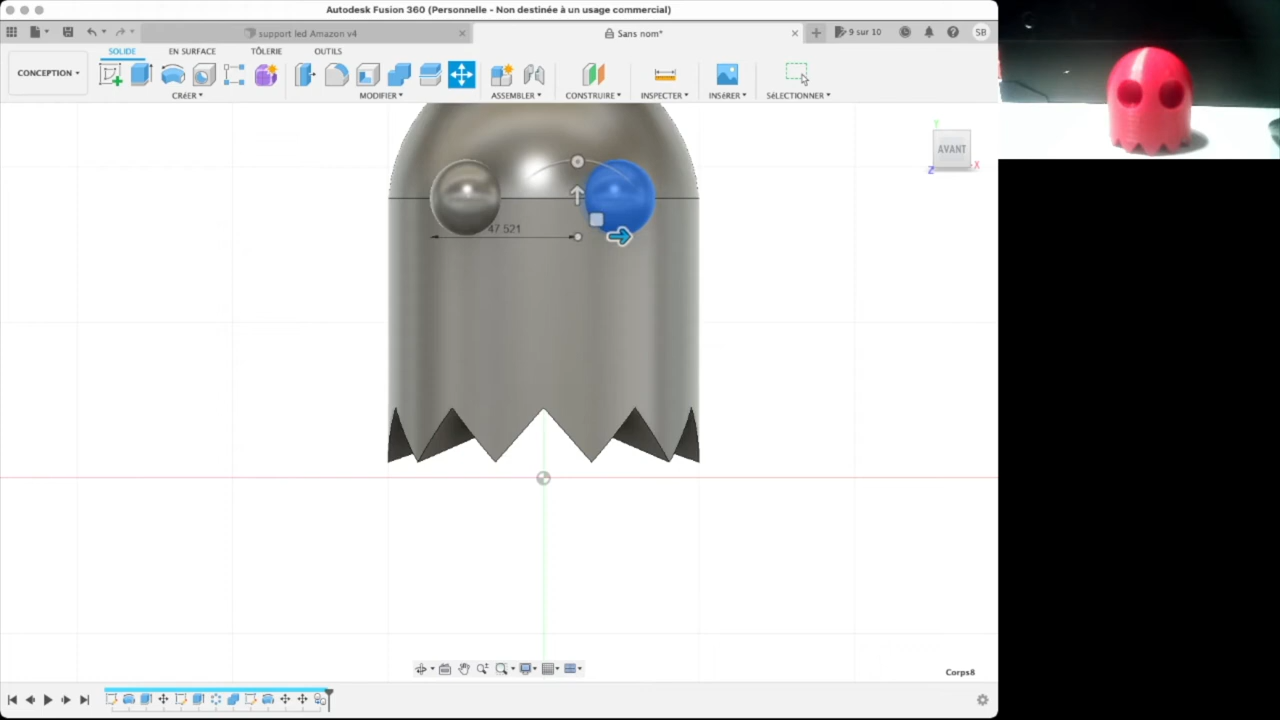 Autodesk Fusion 360 (Personnelle - Non destinée à un usage commercial)
support led Amazon v4
Sans nom*
9 sur 10
SB
SOLIDE
EN SURFACE
TÔLERIE
OUTILS
CONCEPTION
CRÉER
MODIFIER
ASSEMBLER
CONSTRUIRE
INSPECTER
INSÉRER
SÉLECTIONNER
AVANT
Y
X
Z
47.521
Corps8